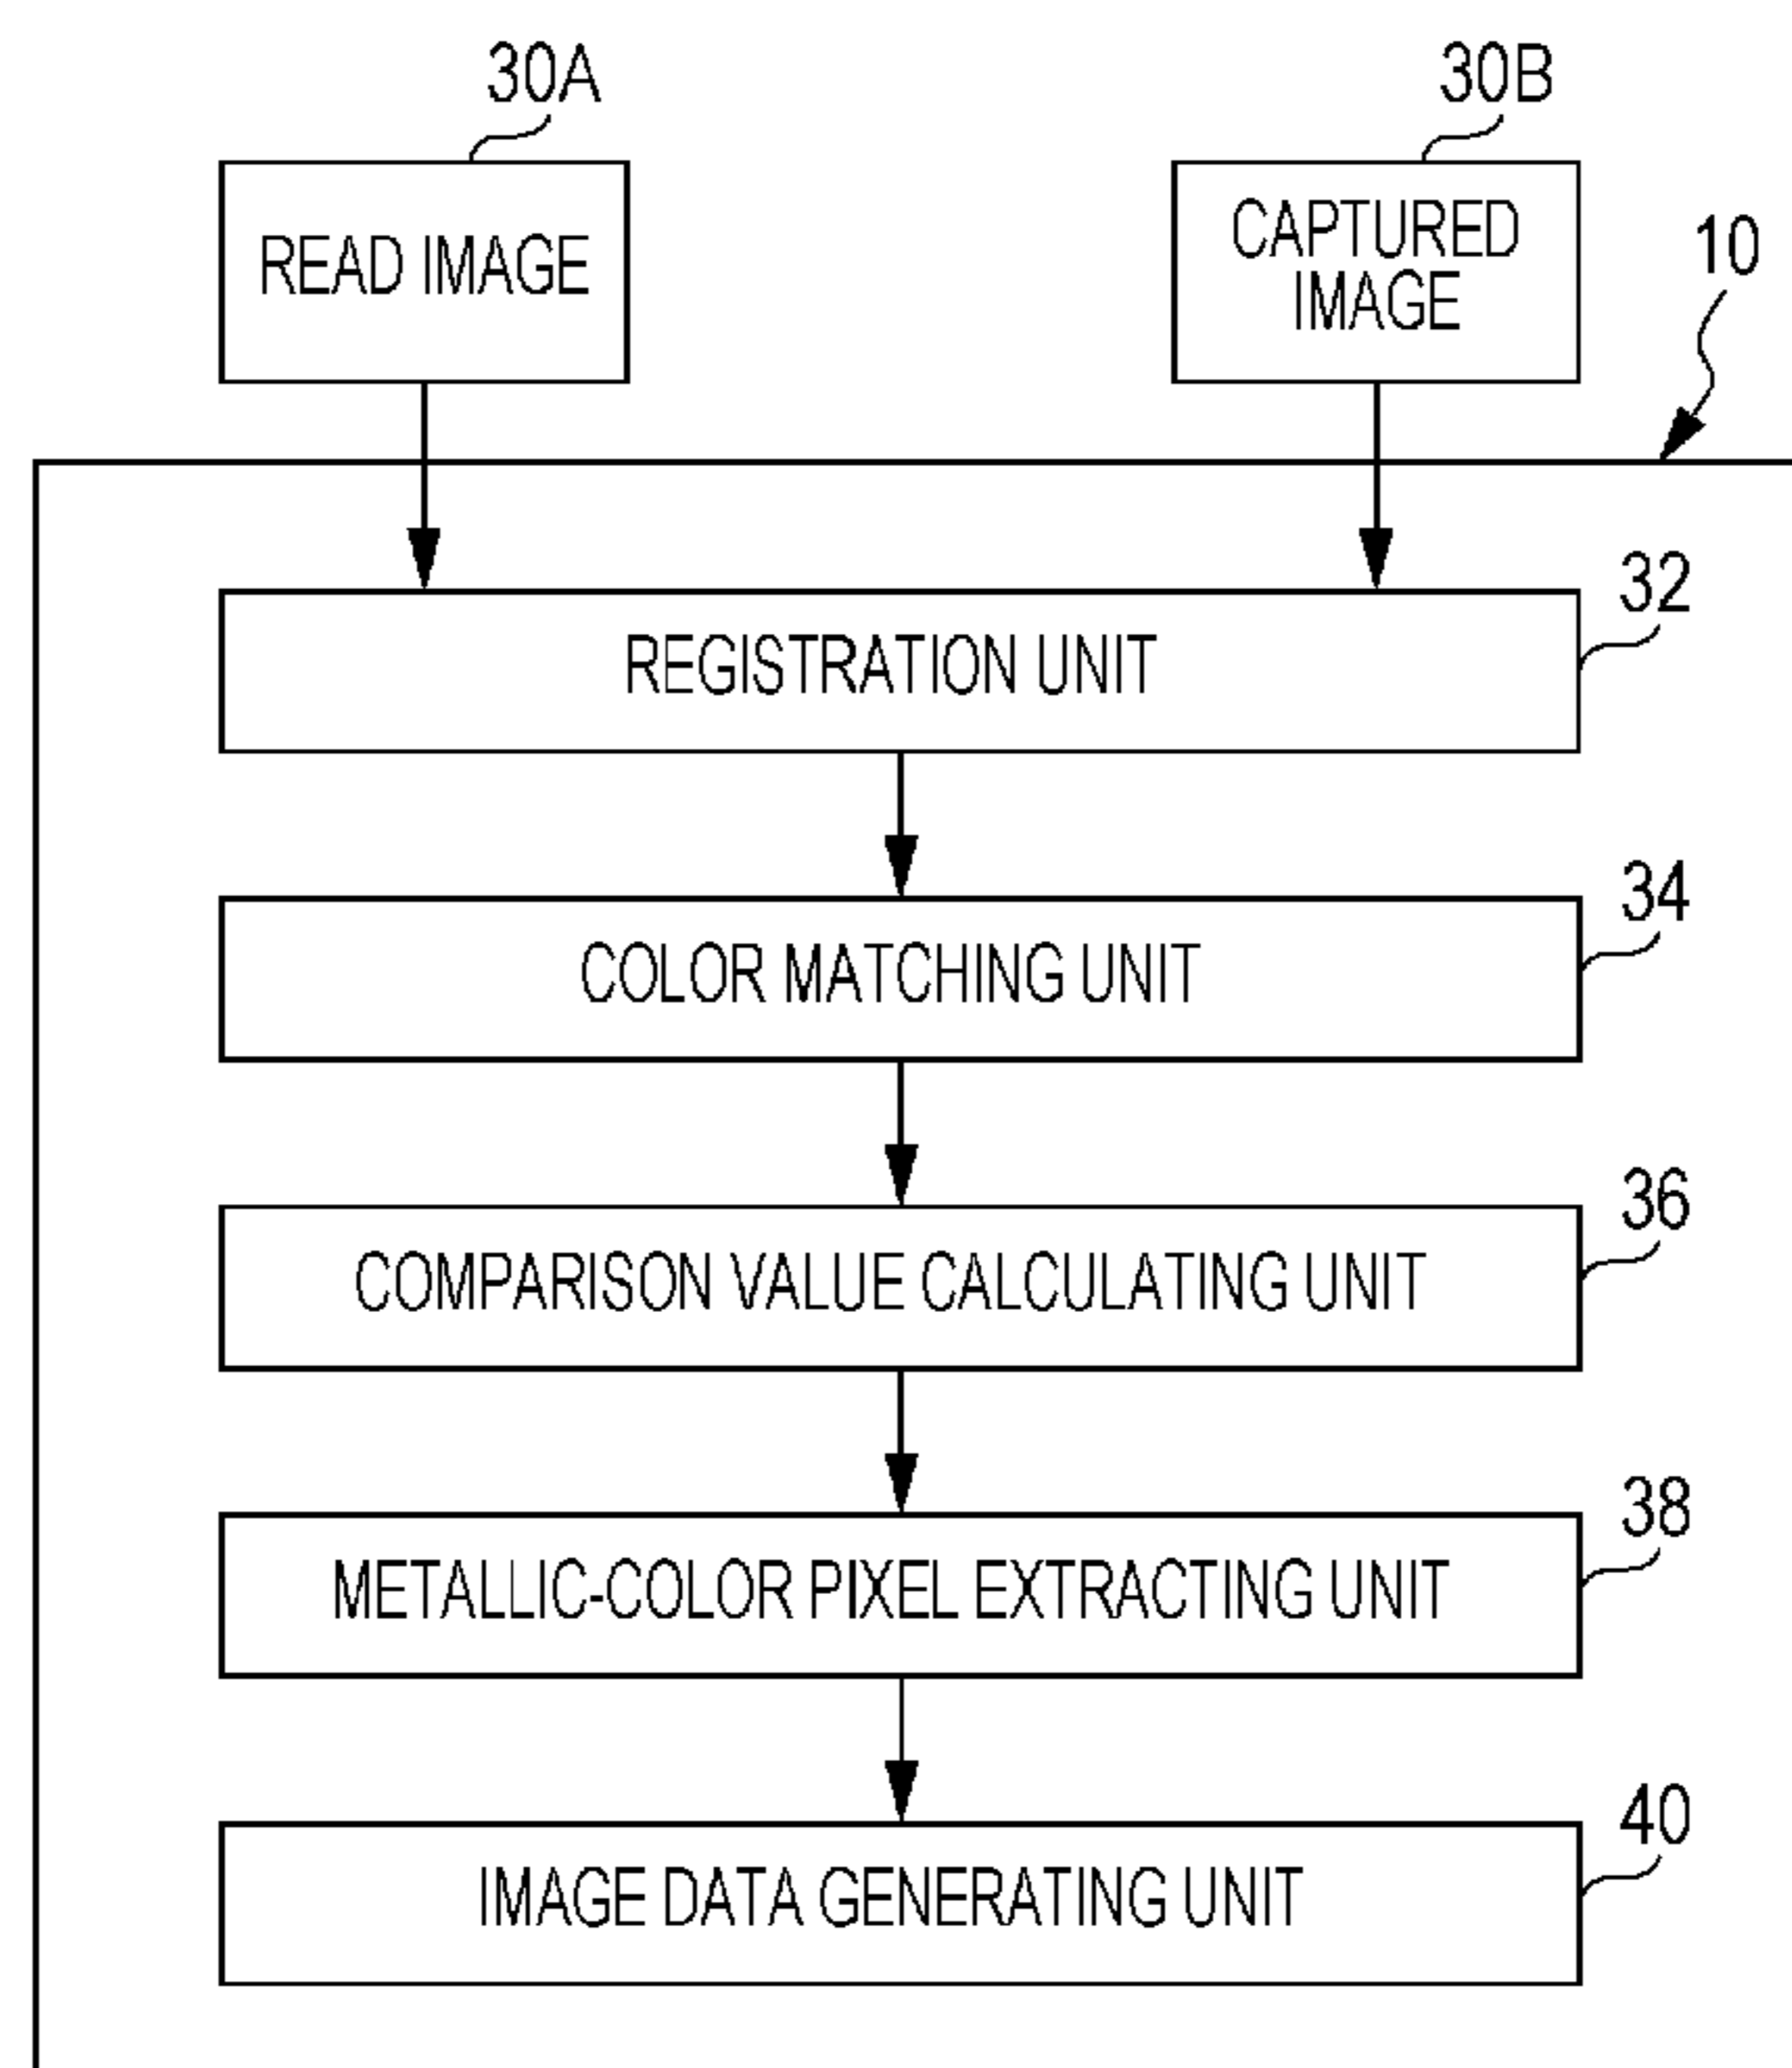 30A
30B
READ IMAGE
CAPTURED
IMAGE
10
32
REGISTRATION UNIT
34
COLOR MATCHING UNIT
36
COMPARISON VALUE CALCULATING UNIT
38
METALLIC-COLOR PIXEL EXTRACTING UNIT
40
IMAGE DATA GENERATING UNIT